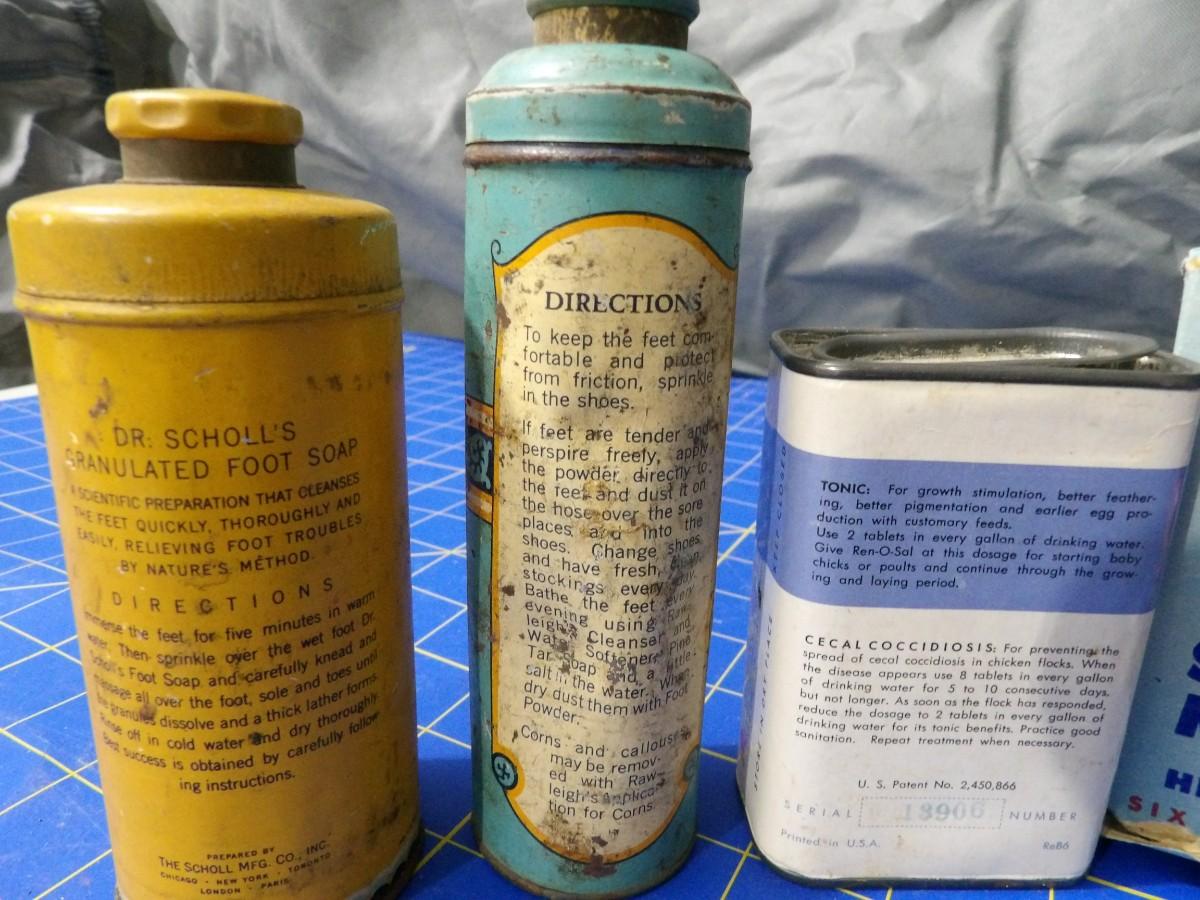 DR. SCHOLL'S
GRANULATED FOOT SOAP
A SCIENTIFIC PREPARATION THAT CLEANSES
THE FEET QUICKLY, THOROUGHLY AND
EASILY, RELIEVING FOOT TROUBLES
BY NATURE'S METHOD.
DIRECTIONS
Immerse the feet for five minutes in warm
water. Then sprinkle over the wet foot Dr.
Scholl's Foot Soap and carefully knead and
massage all over the foot, sole and toes until
the granules dissolve and a thick lather forms.
Rinse off in cold water and dry thoroughly.
Best success is obtained by carefully follow
ing instructions.
PREPARED BY
THE SCHOLL MFG. CO., INC.
CHICAGO - NEW YORK - TORONTO
LONDON - PARIS
DIRECTIONS
To keep the feet com-
fortable and protect
from friction, sprinkle
in the shoes.
If feet are tender and
perspire freely, apply
the powder directly to
the feet and dust it on
the hose over the sore
places and into the
shoes. Change shoes
and have fresh, clean
stockings every day.
Bathe the feet every
evening using Raw-
leigh's Cleanser and
Water Softener, Pine
Tar Soap and a little
salt in the water. When
dry dust them with Foot
Powder.
Corns and callouses
may be remov-
ed with Raw-
leigh's Applica-
tion for Corns.
KEEP CLOSED
STORE IN DRY PLACE
TONIC: For growth stimulation, better feather-
ing, better pigmentation and earlier egg pro-
duction with customary feeds.
Use 2 tablets in every gallon of drinking water.
Give Ren-O-Sal at this dosage for starting baby
chicks or poults and continue through the grow-
ing and laying period.
CECAL COCCIDIOSIS: For preventing the
spread of cecal coccidiosis in chicken flocks. When
the disease appears use 8 tablets in every gallon
of drinking water for 5 to 10 consecutive days,
but not longer. As soon as the flock has responded,
reduce the dosage to 2 tablets in every gallon of
drinking water for its tonic benefits. Practice good
sanitation. Repeat treatment when necessary.
U. S. Patent No. 2,450,866
SERIAL 13906 NUMBER
Printed in U.S.A. ReB6
SIX